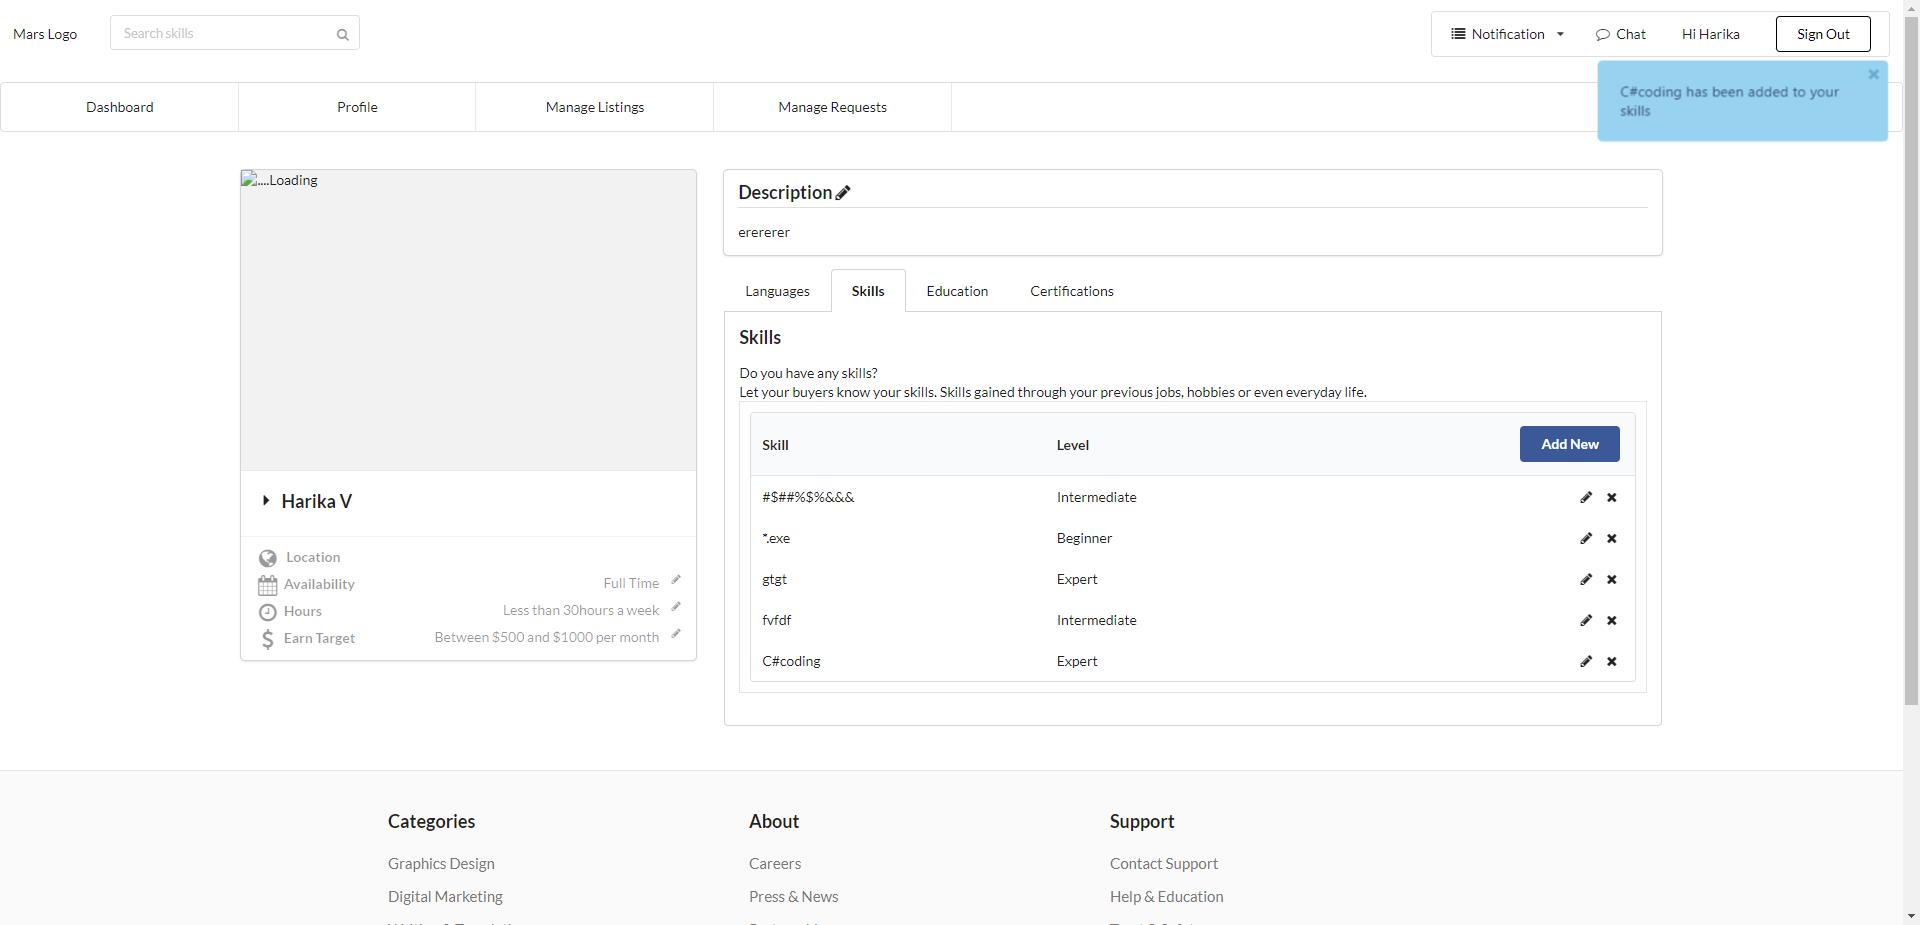 Mars Logo
Search skills
Notification
Chat
Hi Harika
Sign Out
C#coding has been added to your
skills
Dashboard
Profile
Manage Listings
Manage Requests
....Loading
Harika V
Location
Availability
Full Time
Hours
Less than 30hours a week
Earn Target
Between $500 and $1000 per month
Description
erererer
Languages
Skills
Education
Certifications
Skills
Do you have any skills?
Let your buyers know your skills. Skills gained through your previous jobs, hobbies or even everyday life.
Skill Level Add New
#$##%$%&&& Intermediate
*.exe Beginner
gtgt Expert
fvfdf Intermediate
C#coding Expert
Categories
Graphics Design
Digital Marketing
About
Careers
Press & News
Support
Contact Support
Help & Education